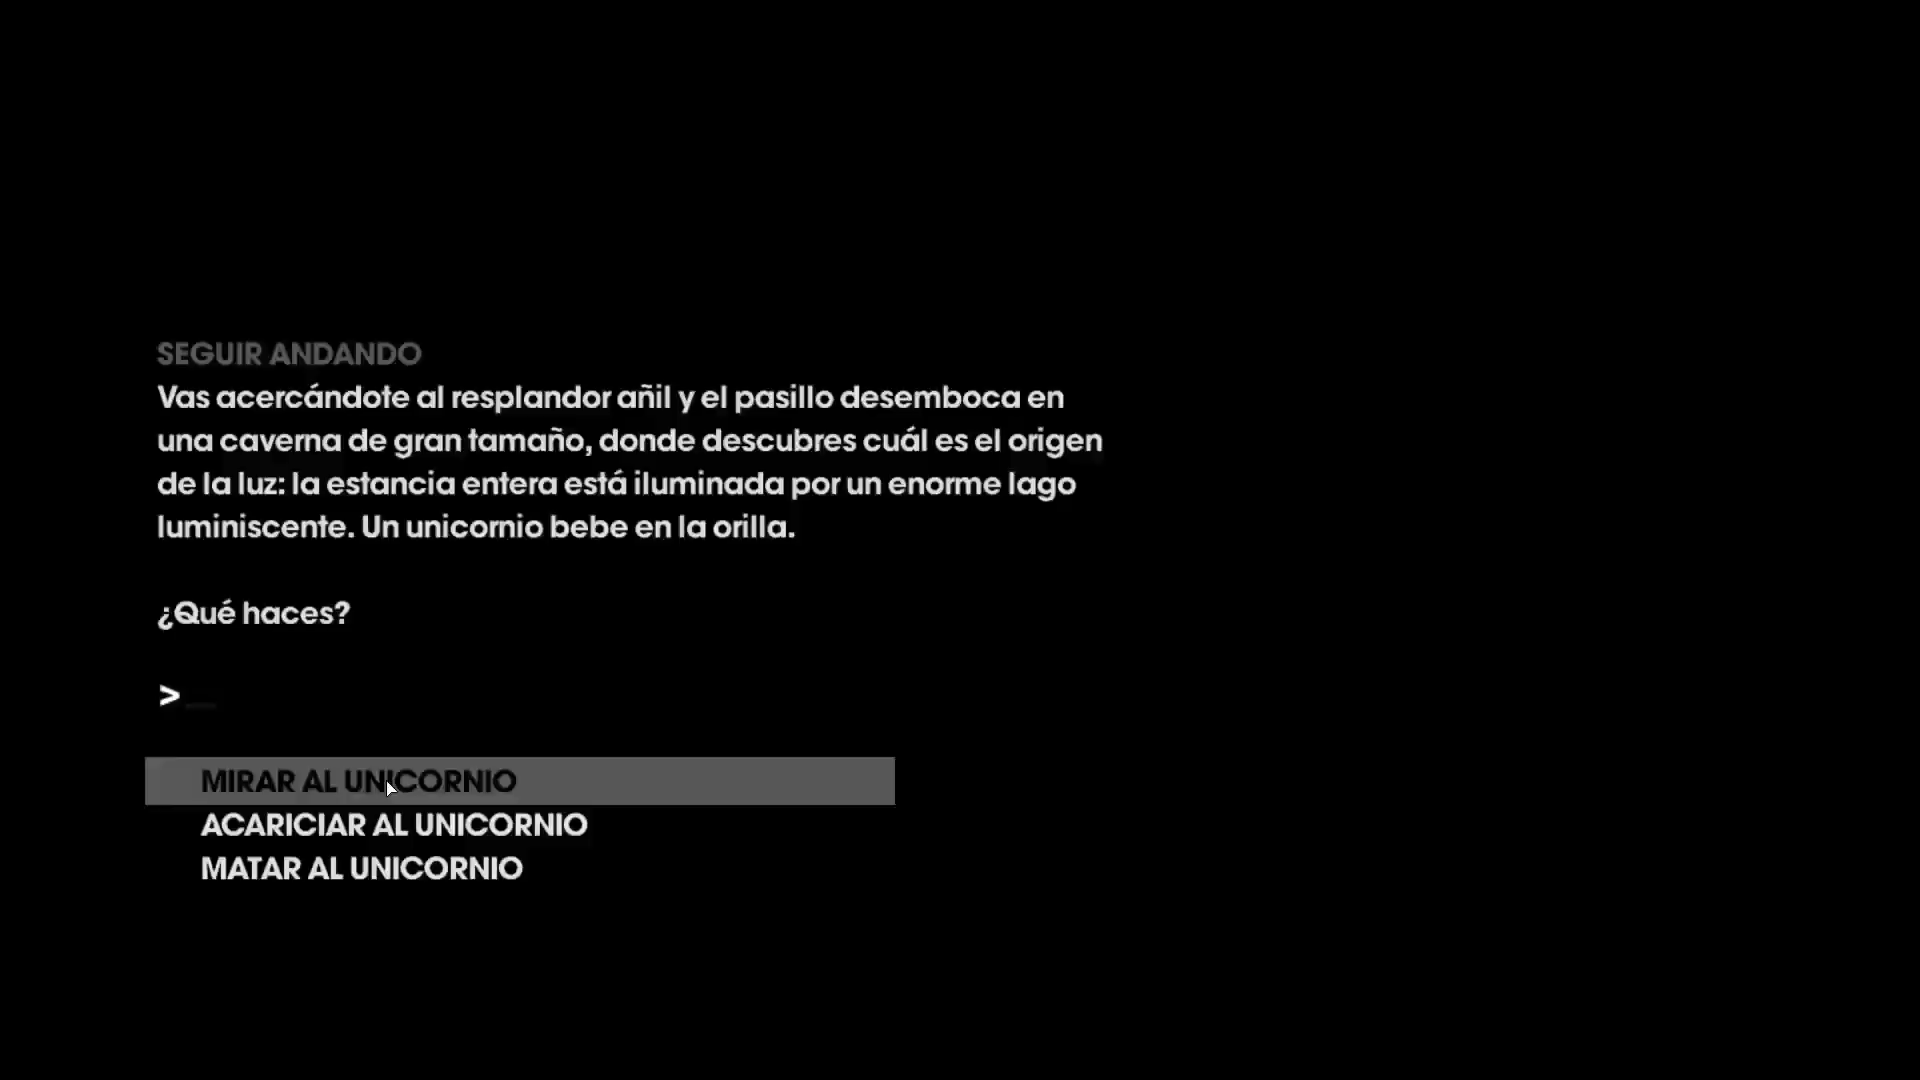 SEGUIR ANDANDO
Vas acercándote al resplandor añil y el pasillo desemboca en
una caverna de gran tamaño, donde descubres cuál es el origen
de la luz: la estancia entera está iluminada por un enorme lago
luminiscente. Un unicornio bebe en la orilla.
¿Qué haces?
>_
MIRAR AL UNICORNIO
ACARICIAR AL UNICORNIO
MATAR AL UNICORNIO